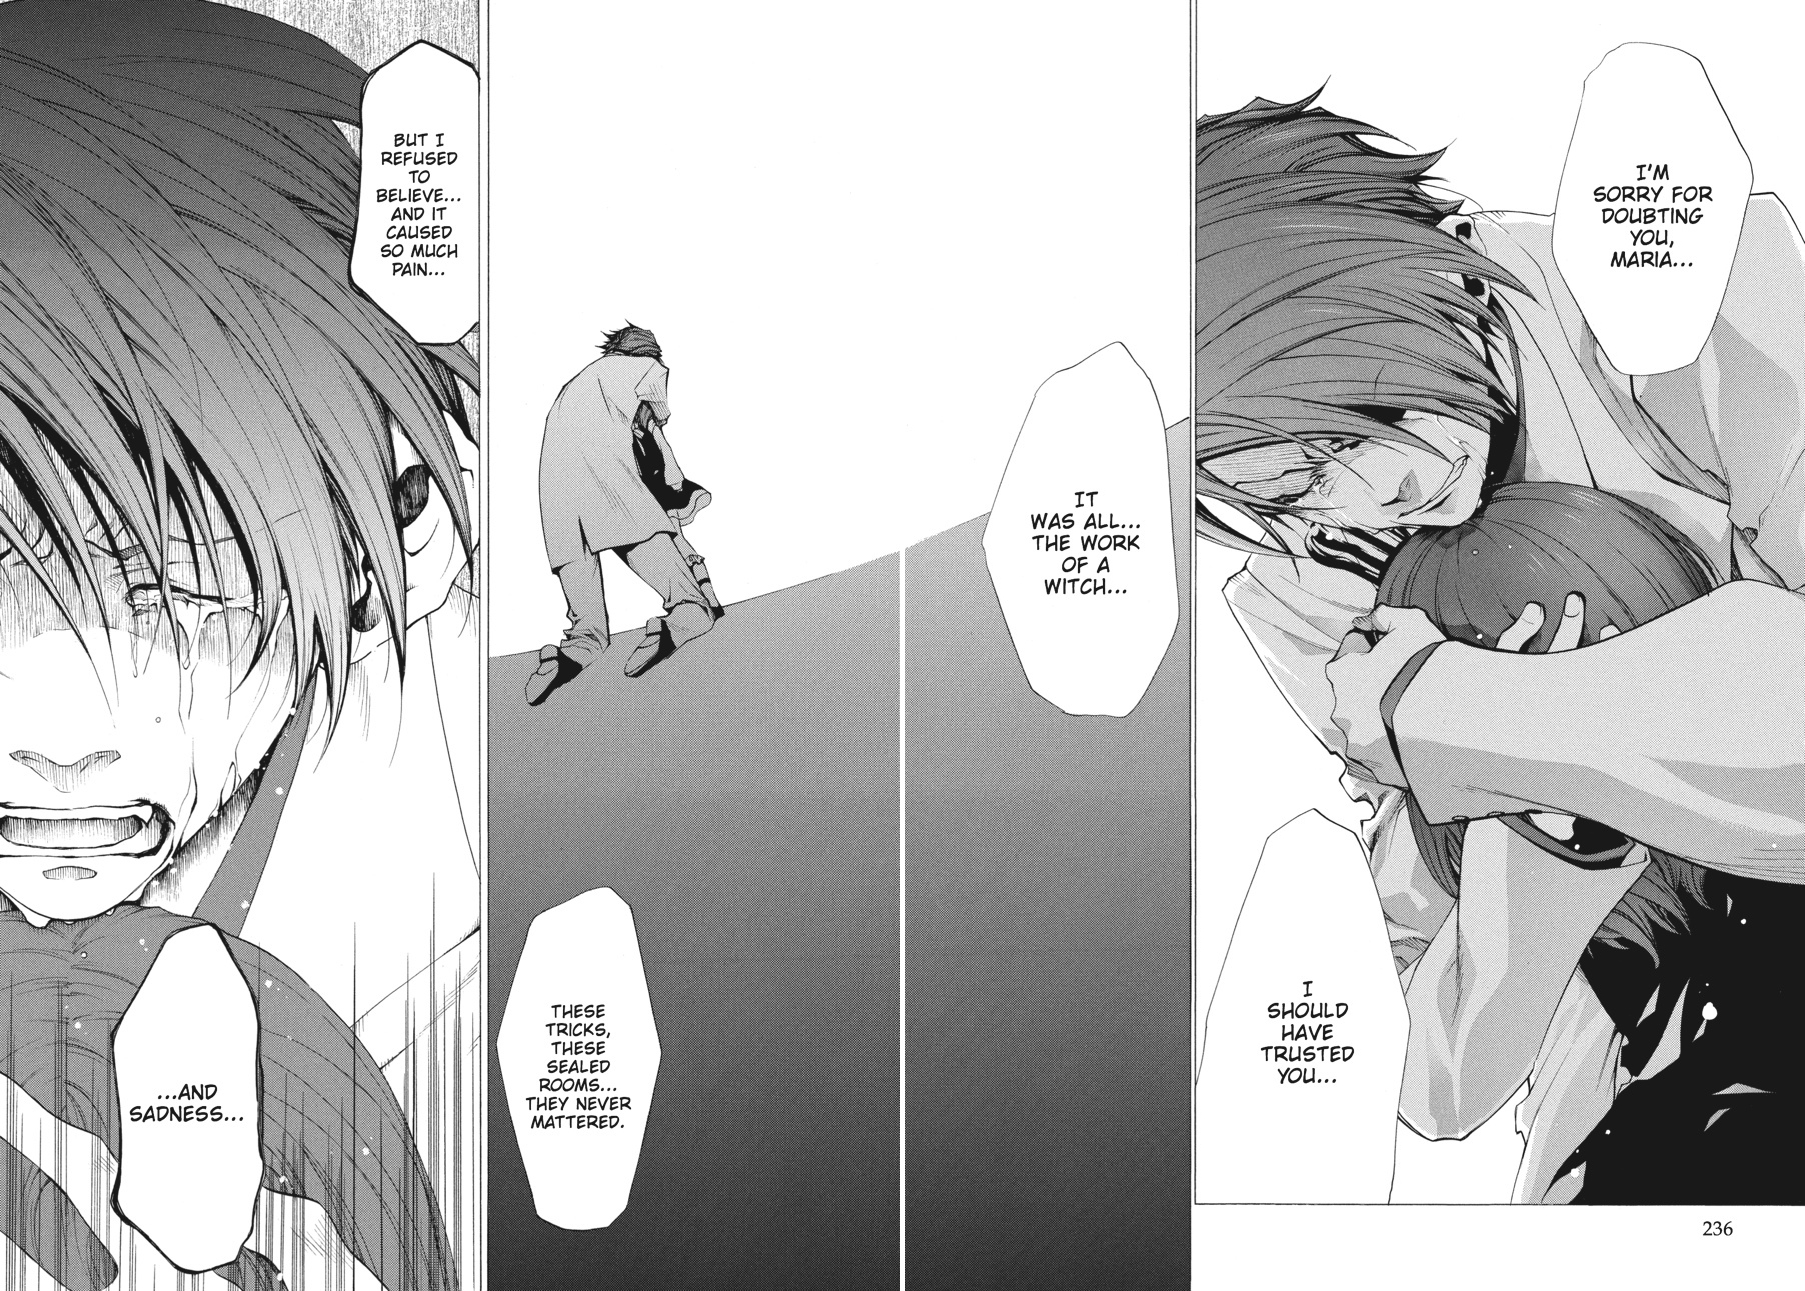 I'M
SORRY FOR
DOUBTING
YOU,
MARIA...
I
SHOULD
HAVE
TRUSTED
YOU...
IT
WAS ALL...
THE WORK
OF A
WITCH...
THESE
TRICKS,
THESE
SEALED
ROOMS...
THEY NEVER
MATTERED.
BUT I
REFUSED
TO
BELIEVE...
AND IT
CAUSED
SO MUCH
PAIN...
...AND
SADNESS...
236